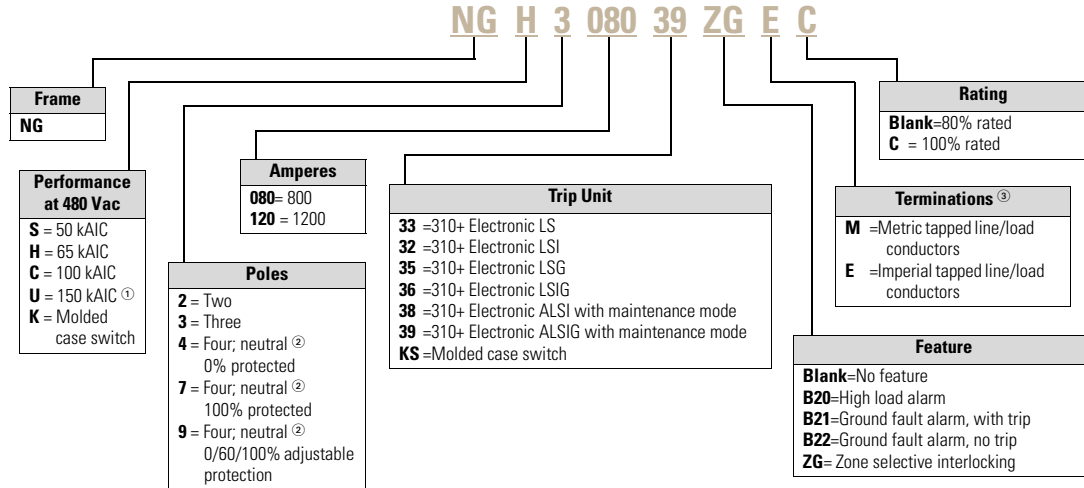 NG H 3 080 39 ZG E C
Frame
NG
Performance
at 480 Vac
S = 50 kAIC
H = 65 kAIC
C = 100 kAIC
U = 150 kAIC ①
K = Molded
case switch
Poles
2 = Two
3 = Three
4 = Four; neutral ②
0% protected
7 = Four; neutral ②
100% protected
9 = Four; neutral ②
0/60/100% adjustable
protection
Amperes
080= 800
120 = 1200
Trip Unit
33 =310+ Electronic LS
32 =310+ Electronic LSI
35 =310+ Electronic LSG
36 =310+ Electronic LSIG
38 =310+ Electronic ALSI with maintenance mode
39 =310+ Electronic ALSIG with maintenance mode
KS =Molded case switch
Feature
Blank=No feature
B20=High load alarm
B21=Ground fault alarm, with trip
B22=Ground fault alarm, no trip
ZG= Zone selective interlocking
Terminations ③
M =Metric tapped line/load
conductors
E =Imperial tapped line/load
conductors
Rating
Blank=80% rated
C = 100% rated